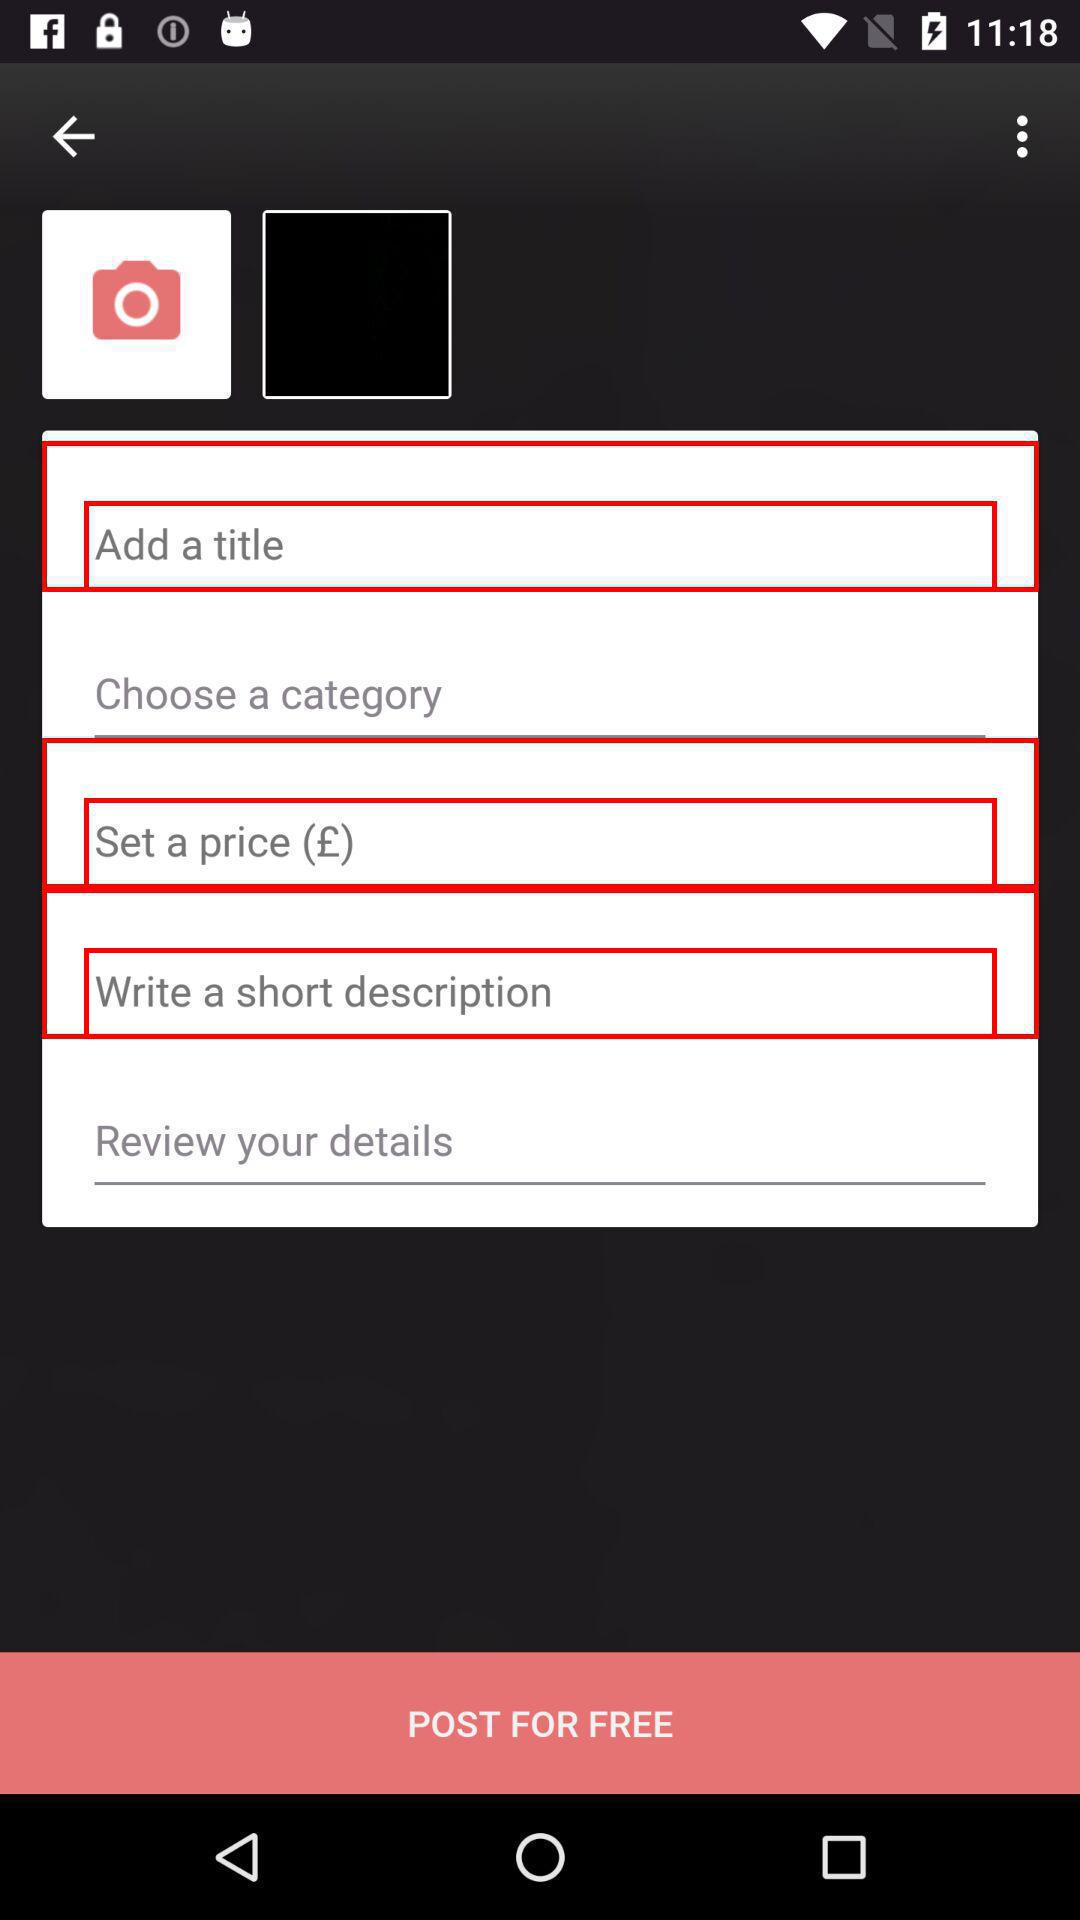 11:18
Add a title
Choose a category
Set a price (£)
Write a short description
Review your details
POST FOR FREE